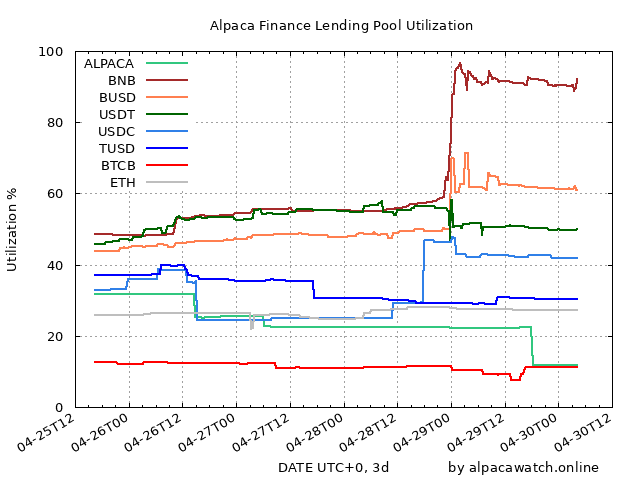 Alpaca Finance Lending Pool Utilization
100
80
60
40
20
0
Utilization %
ALPACA
BNB
BUSD
USDT
USDC
TUSD
BTCB
ETH
04-25T12
04-26T00
04-26T12
04-27T00
04-27T12
04-28T00
04-28T12
04-29T00
04-29T12
04-30T00
04-30T12
DATE UTC+0, 3d
by alpacawatch.online